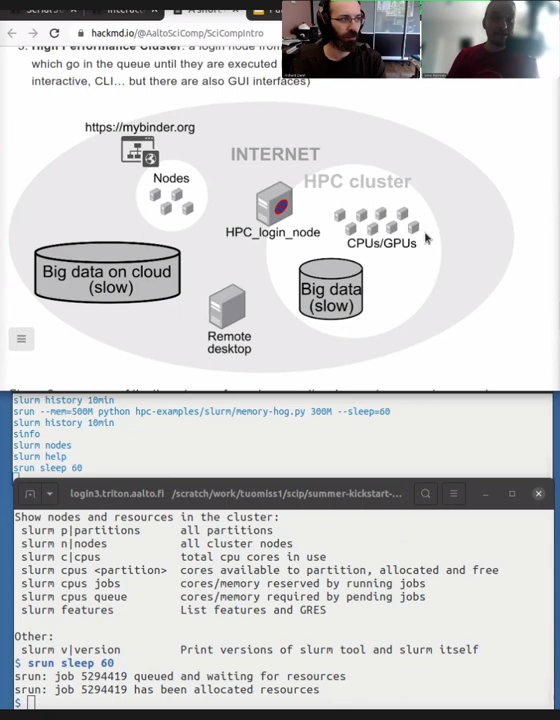 hackmd.io/@AaltoSciComp/SciCompIntro
which go in the queue until they are executed
interactive, CLI... but there are also GUI interfaces)
https://mybinder.org
INTERNET
Nodes
HPC cluster
HPC_login_node
CPUs/GPUs
Big data on cloud
(slow)
Big data
(slow)
Remote
desktop
slurm history 10min
srun --mem=500M python hpc-examples/slurm/memory-hog.py 300M --sleep=60
slurm history 10min
sinfo
slurm nodes
slurm help
srun sleep 60
login3.triton.aalto.fi /scratch/work/tuomiss1/scip/summer-kickstart-...
Show nodes and resources in the cluster:
slurm p|partitions all partitions
slurm n|nodes all cluster nodes
slurm c|cpus total cpu cores in use
slurm cpus <partition> cores available to partition, allocated and free
slurm cpus jobs cores/memory reserved by running jobs
slurm cpus queue cores/memory required by pending jobs
slurm features List features and GRES
Other:
slurm v|version Print versions of slurm tool and slurm itself
$ srun sleep 60
srun: job 5294419 queued and waiting for resources
srun: job 5294419 has been allocated resources
$